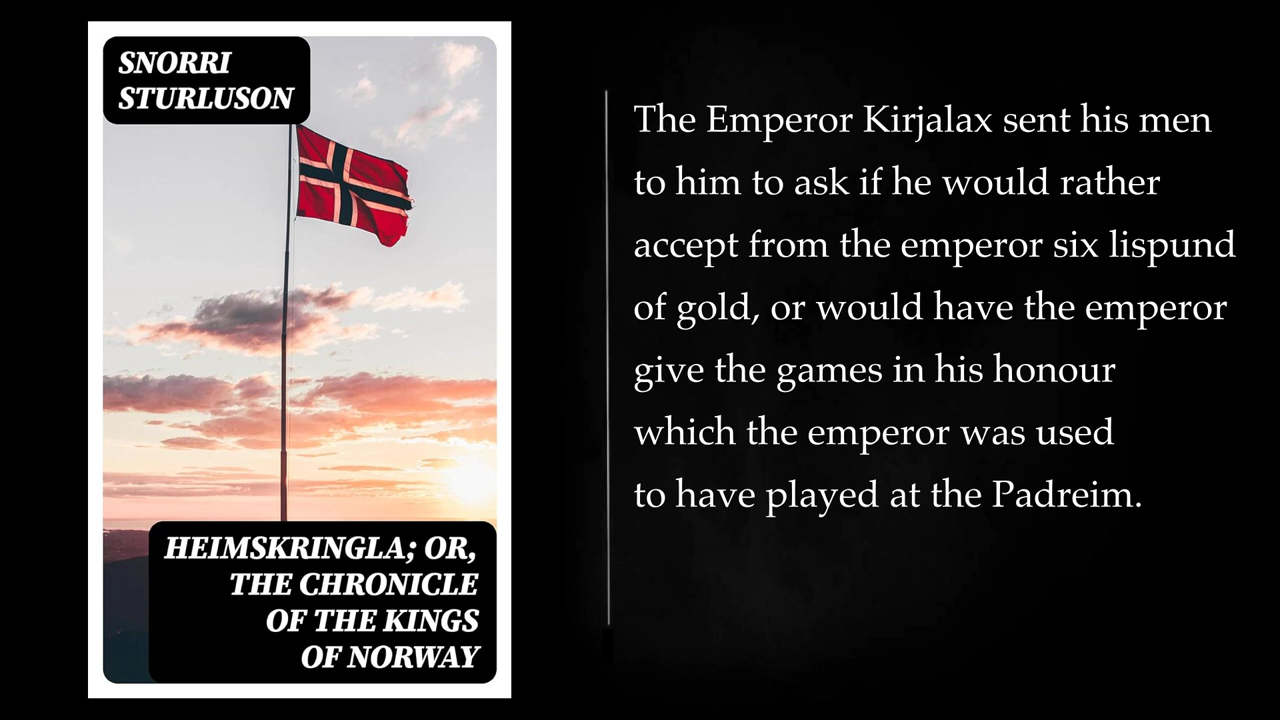 SNORRI
STURLUSON
HEIMSKRINGLA; OR,
THE CHRONICLE
OF THE KINGS
OF NORWAY
The Emperor Kirjalax sent his men
to him to ask if he would rather
accept from the emperor six lispund
of gold, or would have the emperor
give the games in his honour
which the emperor was used
to have played at the Padreim.